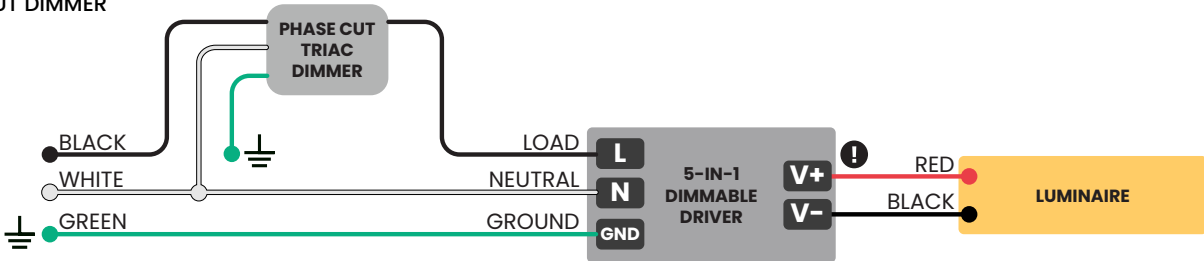 DIMMER
PHASE CUT
TRIAC
DIMMER
BLACK
WHITE
GREEN
LOAD
NEUTRAL
GROUND
L
N
GND
5-IN-1
DIMMABLE
DRIVER
V+
V-
!
RED
BLACK
LUMINAIRE